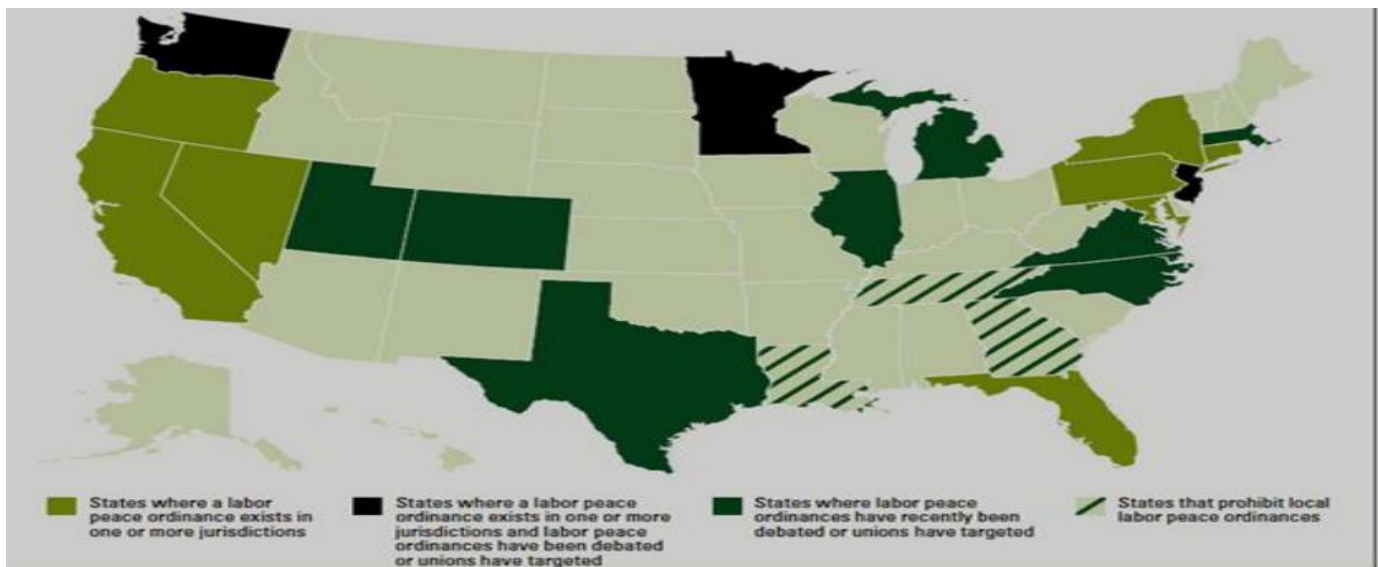 States where a labor
peace ordinance exists in
one or more jurisdictions
States where a labor peace
ordinance exists in one or more
jurisdictions and labor peace
ordinances have been debated
or unions have targeted
States where labor peace
ordinances have recently been
debated or unions have targeted
States that prohibit local
labor peace ordinances